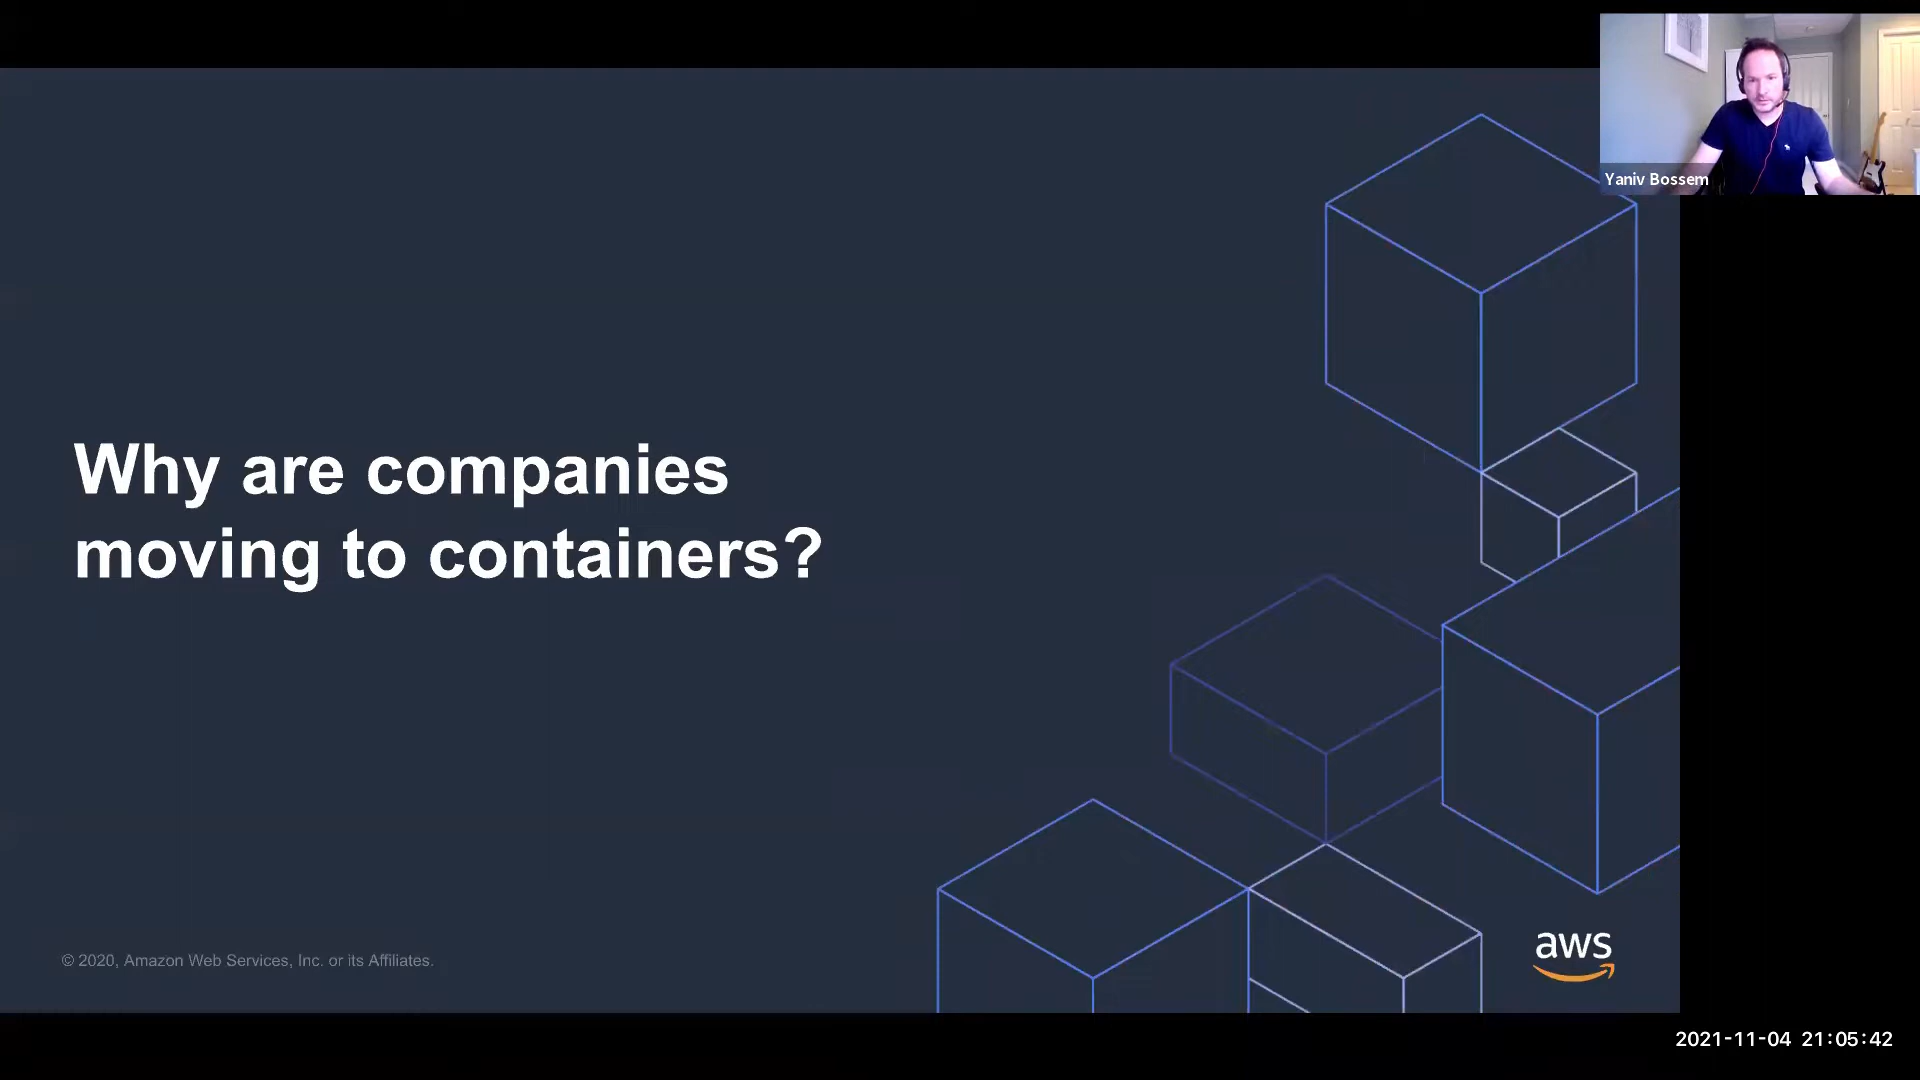 Yaniv Bossem
Why are companies
moving to containers?
© 2020, Amazon Web Services, Inc. or its Affiliates.
aws
2021-11-04 21:05:42